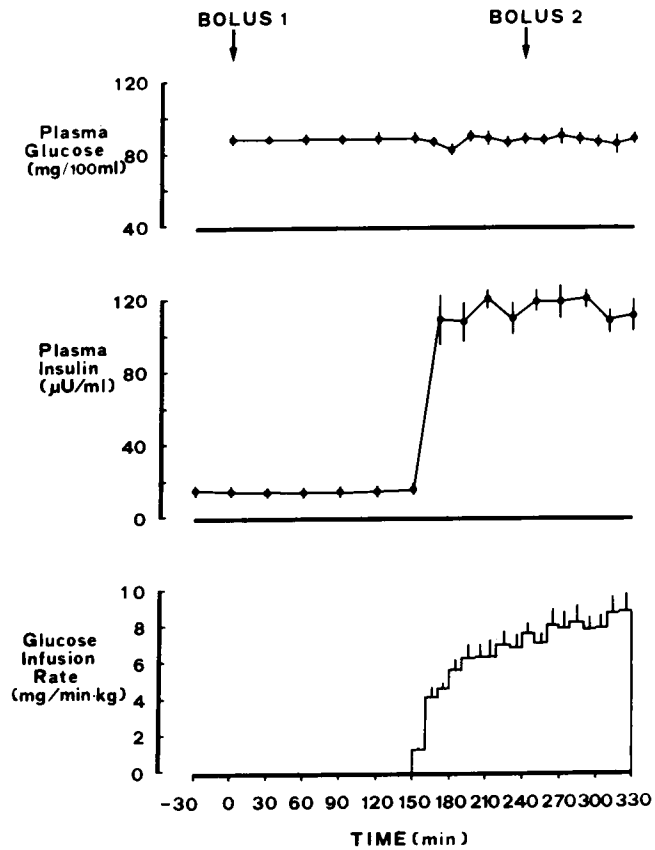 BOLUS 1
BOLUS 2
120
80
40
Plasma
Glucose
(mg/100ml)
120
80
40
0
Plasma
Insulin
(µU/ml)
10
8
6
4
2
0
Glucose
Infusion
Rate
(mg/min·kg)
-30 0 30 60 90 120 150 180 210 240 270 300 330
TIME (min)